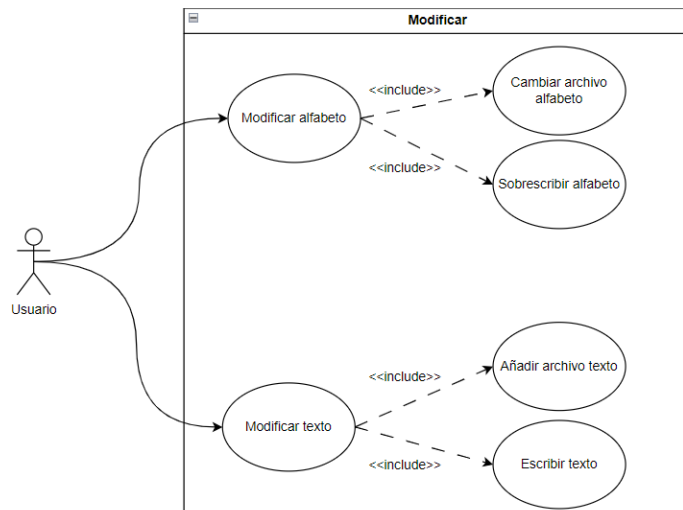 Modificar
<<include>>
Cambiar archivo
alfabeto
Modificar alfabeto
<<include>>
Sobrescribir alfabeto
Usuario
<<include>>
Añadir archivo texto
Modificar texto
<<include>>
Escribir texto